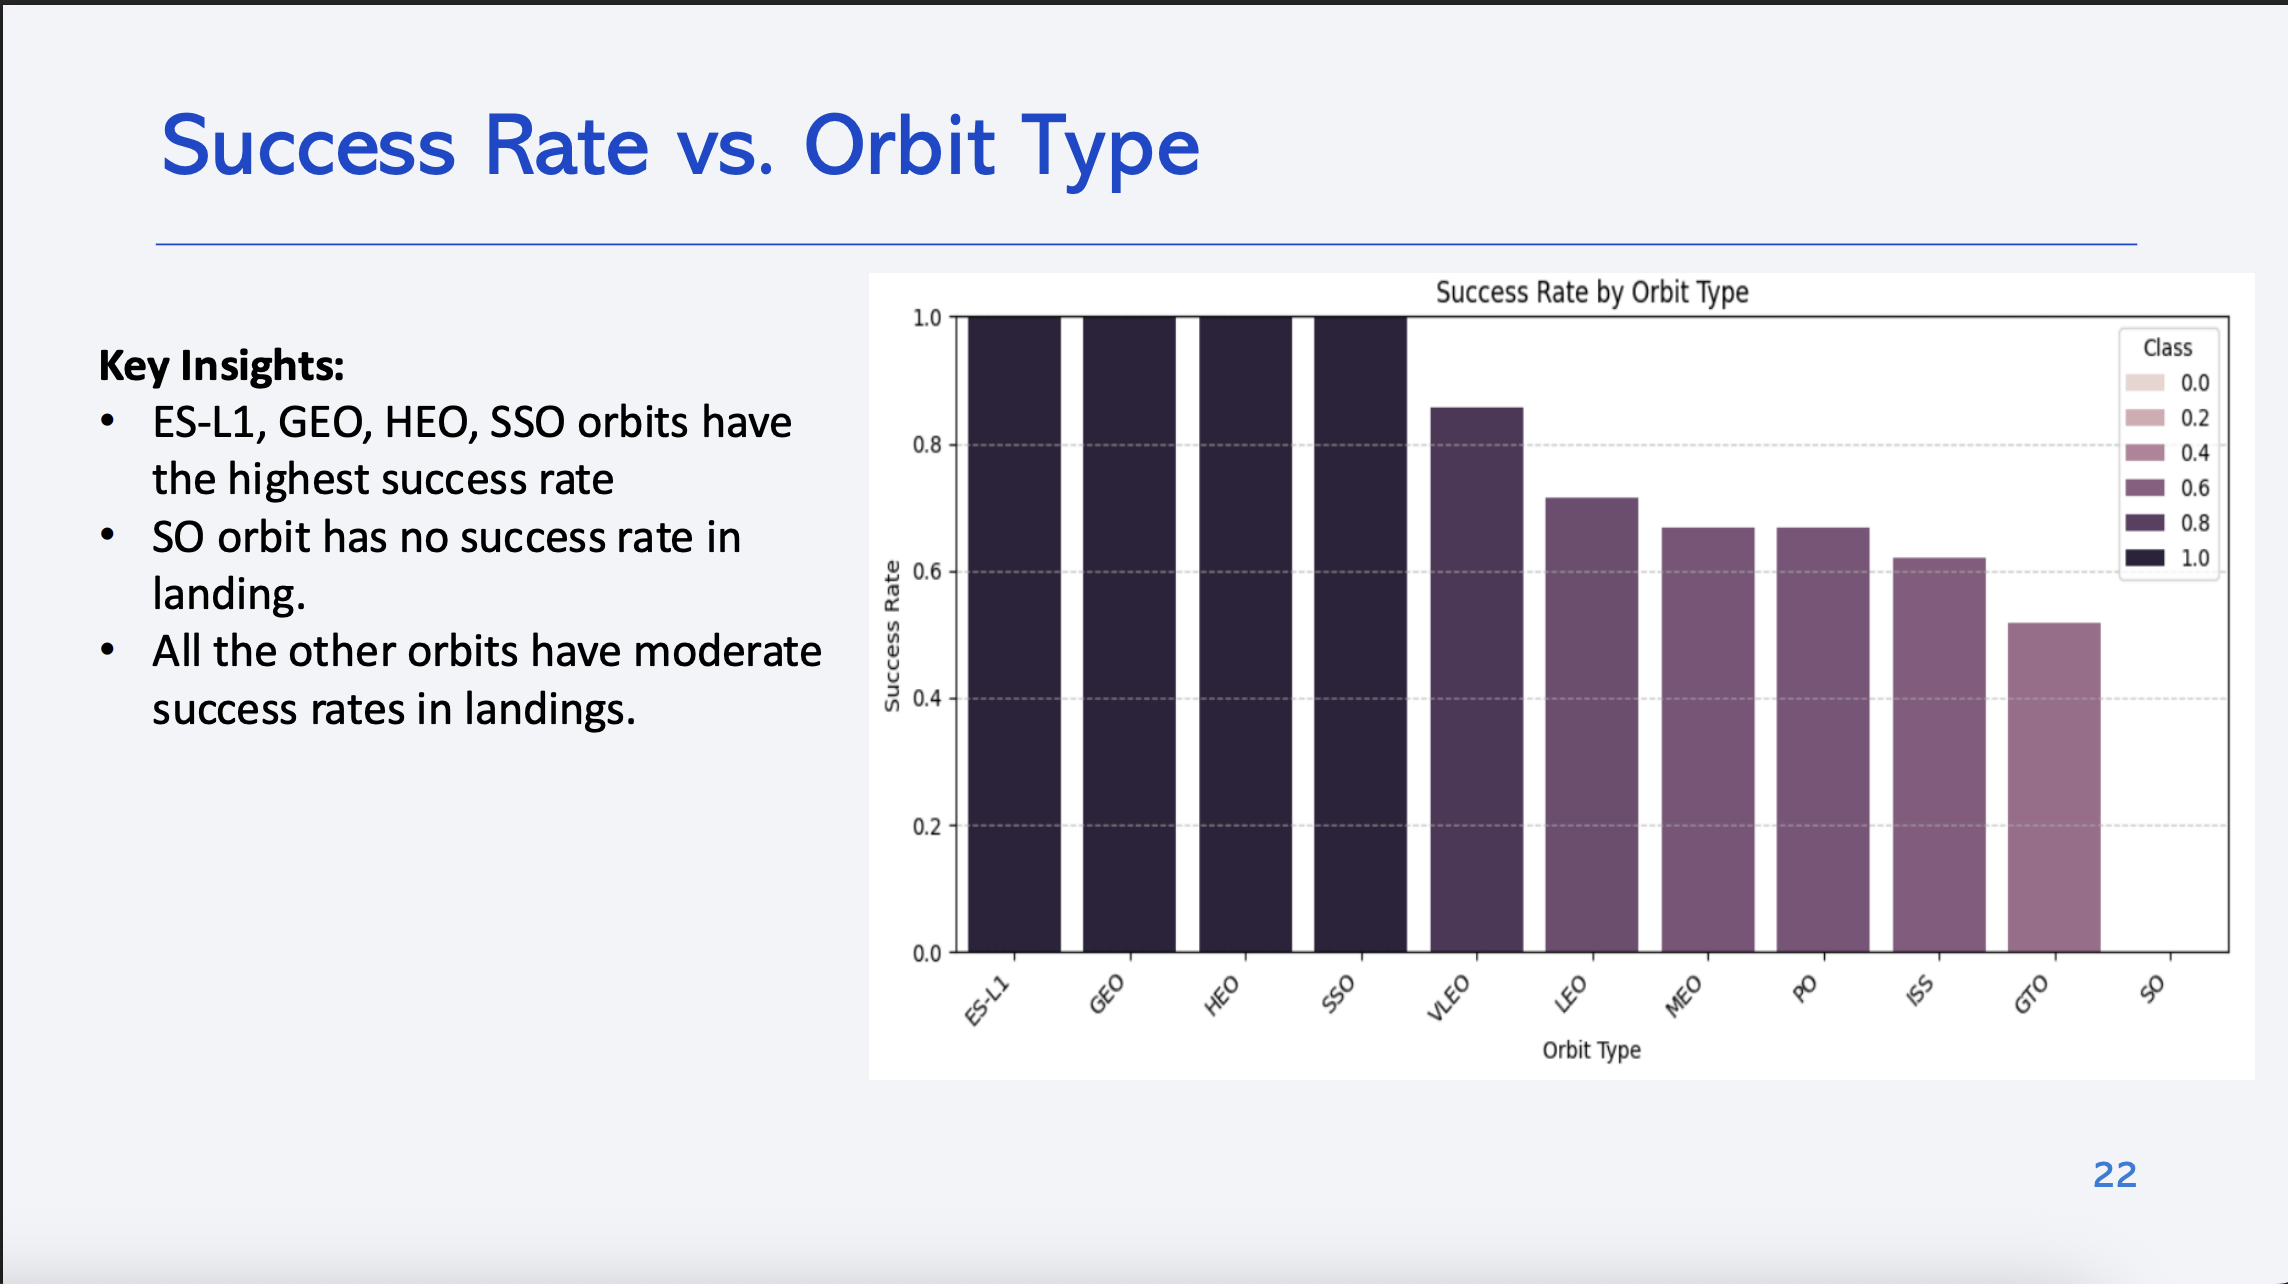 Success Rate vs. Orbit Type
Key Insights:
• ES-L1, GEO, HEO, SSO orbits have
the highest success rate
• SO orbit has no success rate in
landing.
• All the other orbits have moderate
success rates in landings.
Success Rate by Orbit Type
Success Rate
1.0
0.8
0.6
0.4
0.2
0.0
Class
0.0
0.2
0.4
0.6
0.8
1.0
ES-L1
GEO
HEO
SSO
VLEO
LEO
MEO
PO
ISS
GTO
SO
Orbit Type
22